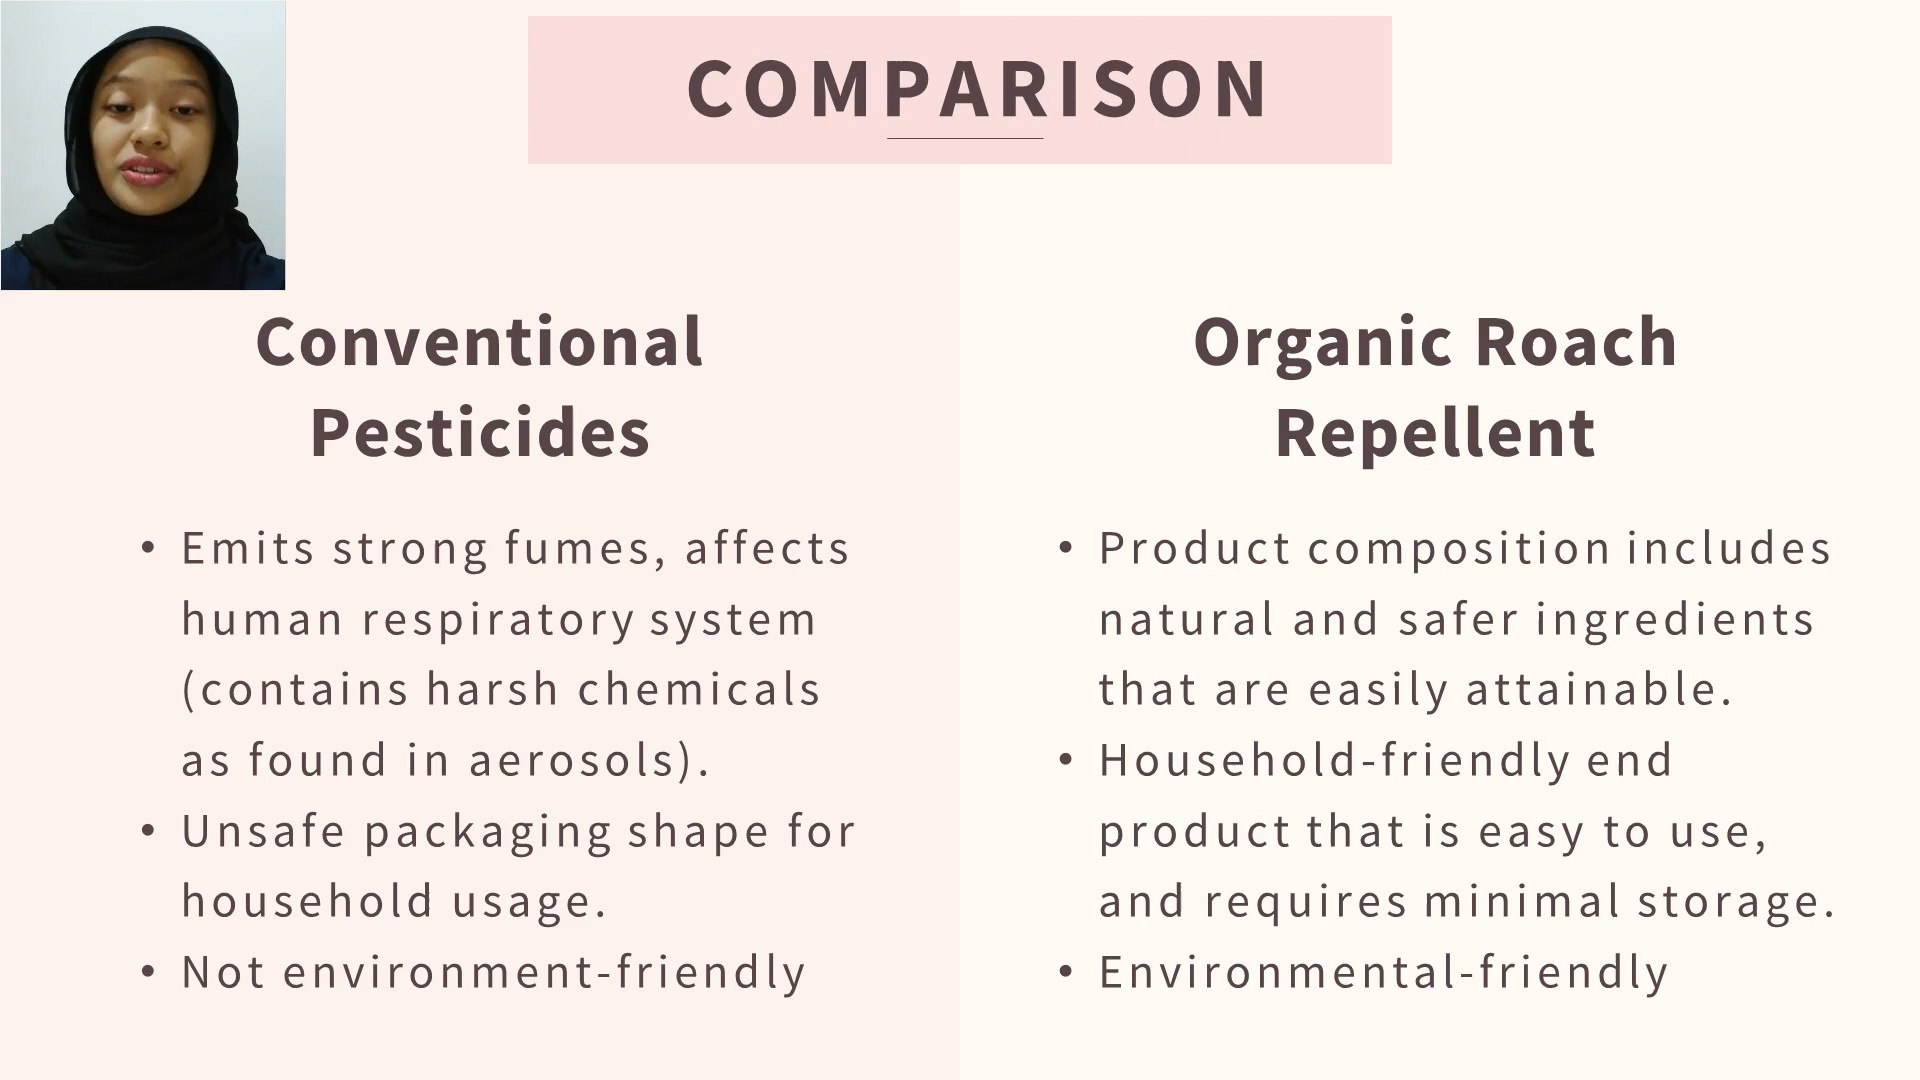 COMPARISON
Conventional
Pesticides
• Emits strong fumes, affects
human respiratory system
(contains harsh chemicals
as found in aerosols).
• Unsafe packaging shape for
household usage.
• Not environment-friendly
Organic Roach
Repellent
• Product composition includes
natural and safer ingredients
that are easily attainable.
• Household-friendly end
product that is easy to use,
and requires minimal storage.
• Environmental-friendly